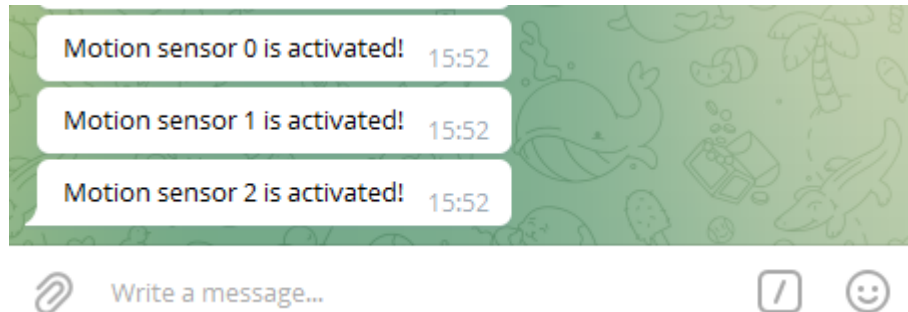 Motion sensor 0 is activated! 15:52
Motion sensor 1 is activated! 15:52
Motion sensor 2 is activated! 15:52
Write a message...